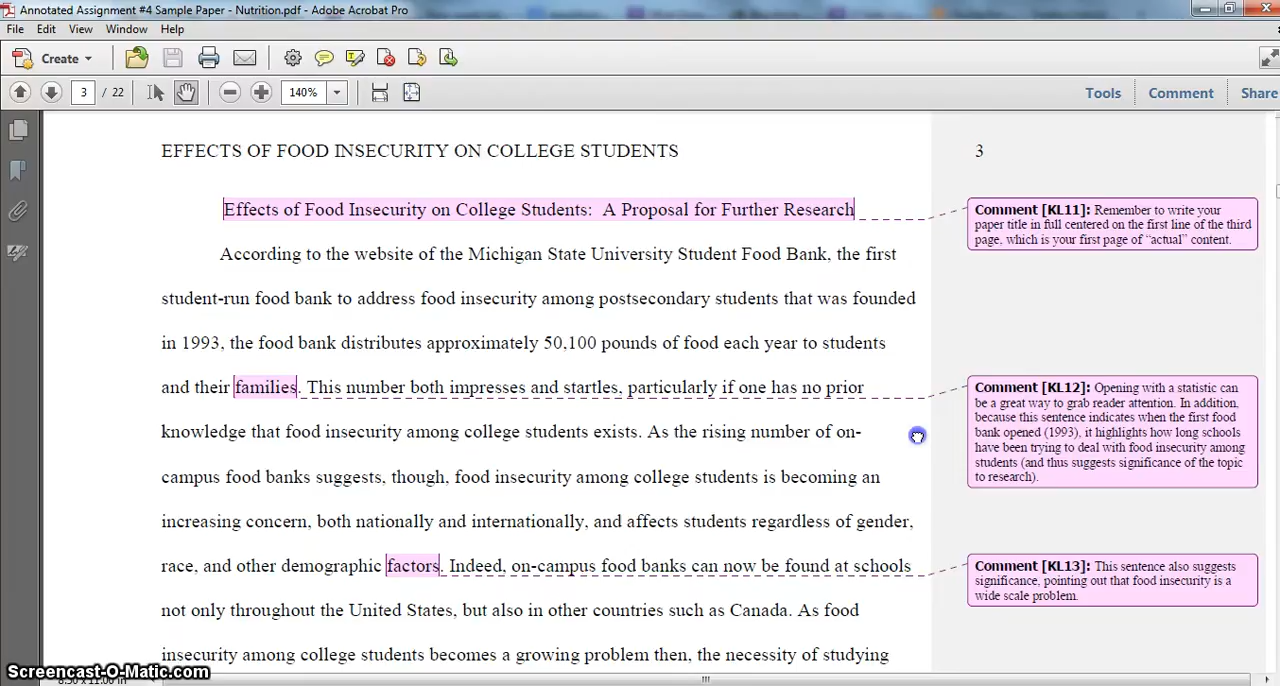 Annotated Assignment #4 Sample Paper - Nutrition.pdf - Adobe Acrobat Pro
File Edit View Window Help
Create
3 / 22 140% Tools Comment Share
EFFECTS OF FOOD INSECURITY ON COLLEGE STUDENTS 3
Effects of Food Insecurity on College Students: A Proposal for Further Research
According to the website of the Michigan State University Student Food Bank, the first
student-run food bank to address food insecurity among postsecondary students that was founded
in 1993, the food bank distributes approximately 50,100 pounds of food each year to students
and their families. This number both impresses and startles, particularly if one has no prior
knowledge that food insecurity among college students exists. As the rising number of on-
campus food banks suggests, though, food insecurity among college students is becoming an
increasing concern, both nationally and internationally, and affects students regardless of gender,
race, and other demographic factors. Indeed, on-campus food banks can now be found at schools
not only throughout the United States, but also in other countries such as Canada. As food
insecurity among college students becomes a growing problem then, the necessity of studying
Comment [KL11]: Remember to write your
paper title in full centered on the first line of the third
page, which is your first page of “actual” content.
Comment [KL12]: Opening with a statistic can
be a great way to grab reader attention. In addition,
because this sentence indicates when the first food
bank opened (1993), it highlights how long schools
have been trying to deal with food insecurity among
students (and thus suggests significance of the topic
to research).
Comment [KL13]: This sentence also suggests
significance, pointing out that food insecurity is a
wide scale problem.
Screencast-O-Matic.com